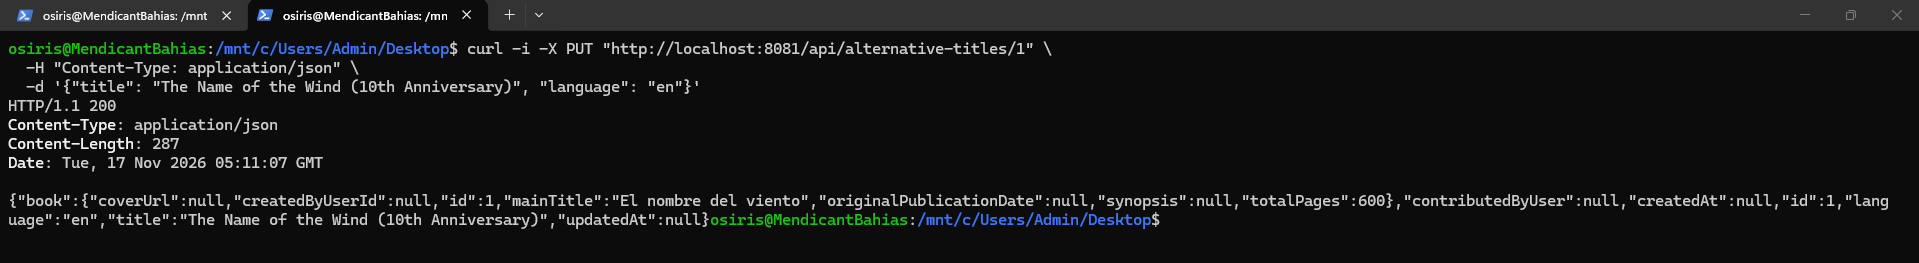 osiris@MendicantBahias: /mnt
osiris@MendicantBahias: /mn
osiris@MendicantBahias:/mnt/c/Users/Admin/Desktop$ curl -i -X PUT "http://localhost:8081/api/alternative-titles/1" \
  -H "Content-Type: application/json" \
  -d '{"title": "The Name of the Wind (10th Anniversary)", "language": "en"}'
HTTP/1.1 200
Content-Type: application/json
Content-Length: 287
Date: Tue, 17 Nov 2026 05:11:07 GMT

{"book":{"coverUrl":null,"createdByUserId":null,"id":1,"mainTitle":"El nombre del viento","originalPublicationDate":null,"synopsis":null,"totalPages":600},"contributedByUser":null,"createdAt":null,"id":1,"lang
uage":"en","title":"The Name of the Wind (10th Anniversary)","updatedAt":null}osiris@MendicantBahias:/mnt/c/Users/Admin/Desktop$